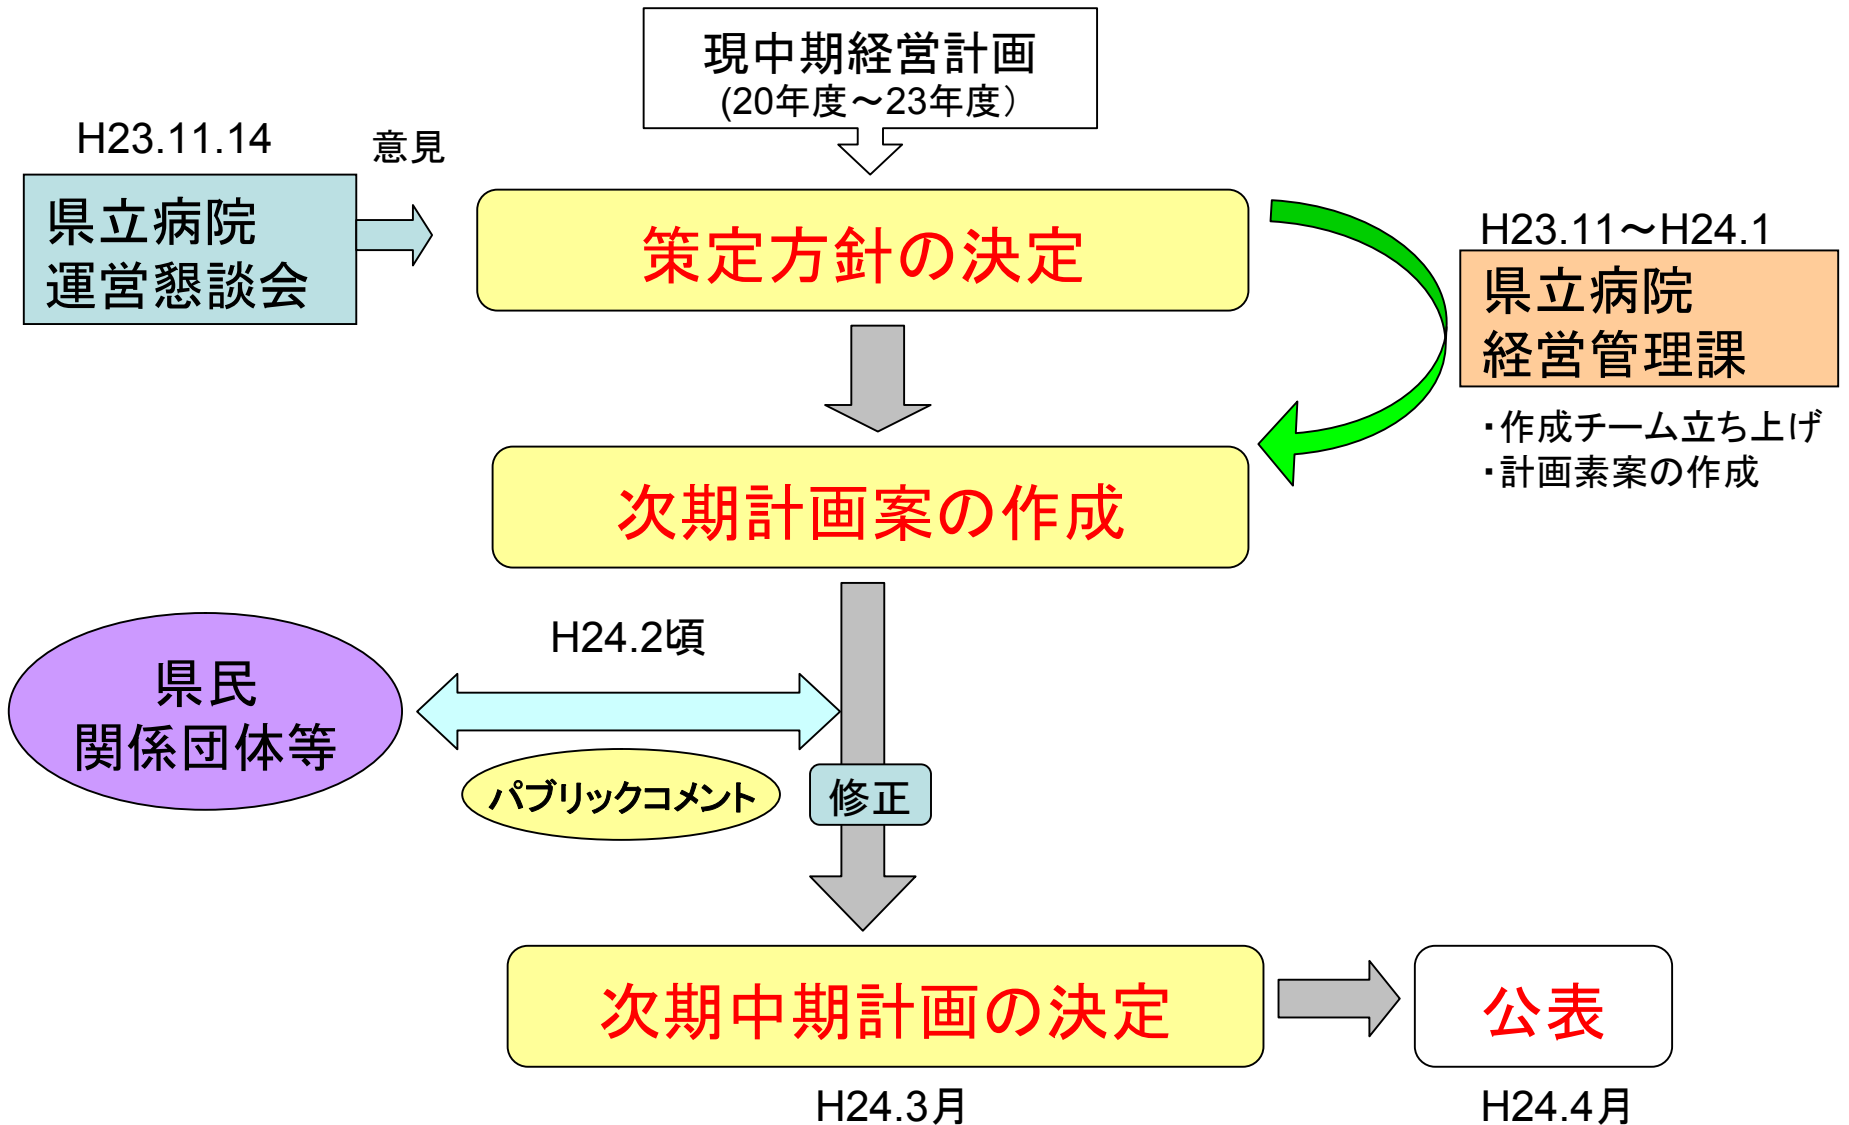 現中期経営計画
(20年度～23年度）
H23.11.14
意見
県立病院
運営懇談会
策定方針の決定
H23.11～H24.1
県立病院
経営管理課
・作成チーム立ち上げ
・計画素案の作成
次期計画案の作成
H24.2頃
県民
関係団体等
パブリックコメント
修正
次期中期計画の決定
公表
H24.3月
H24.4月